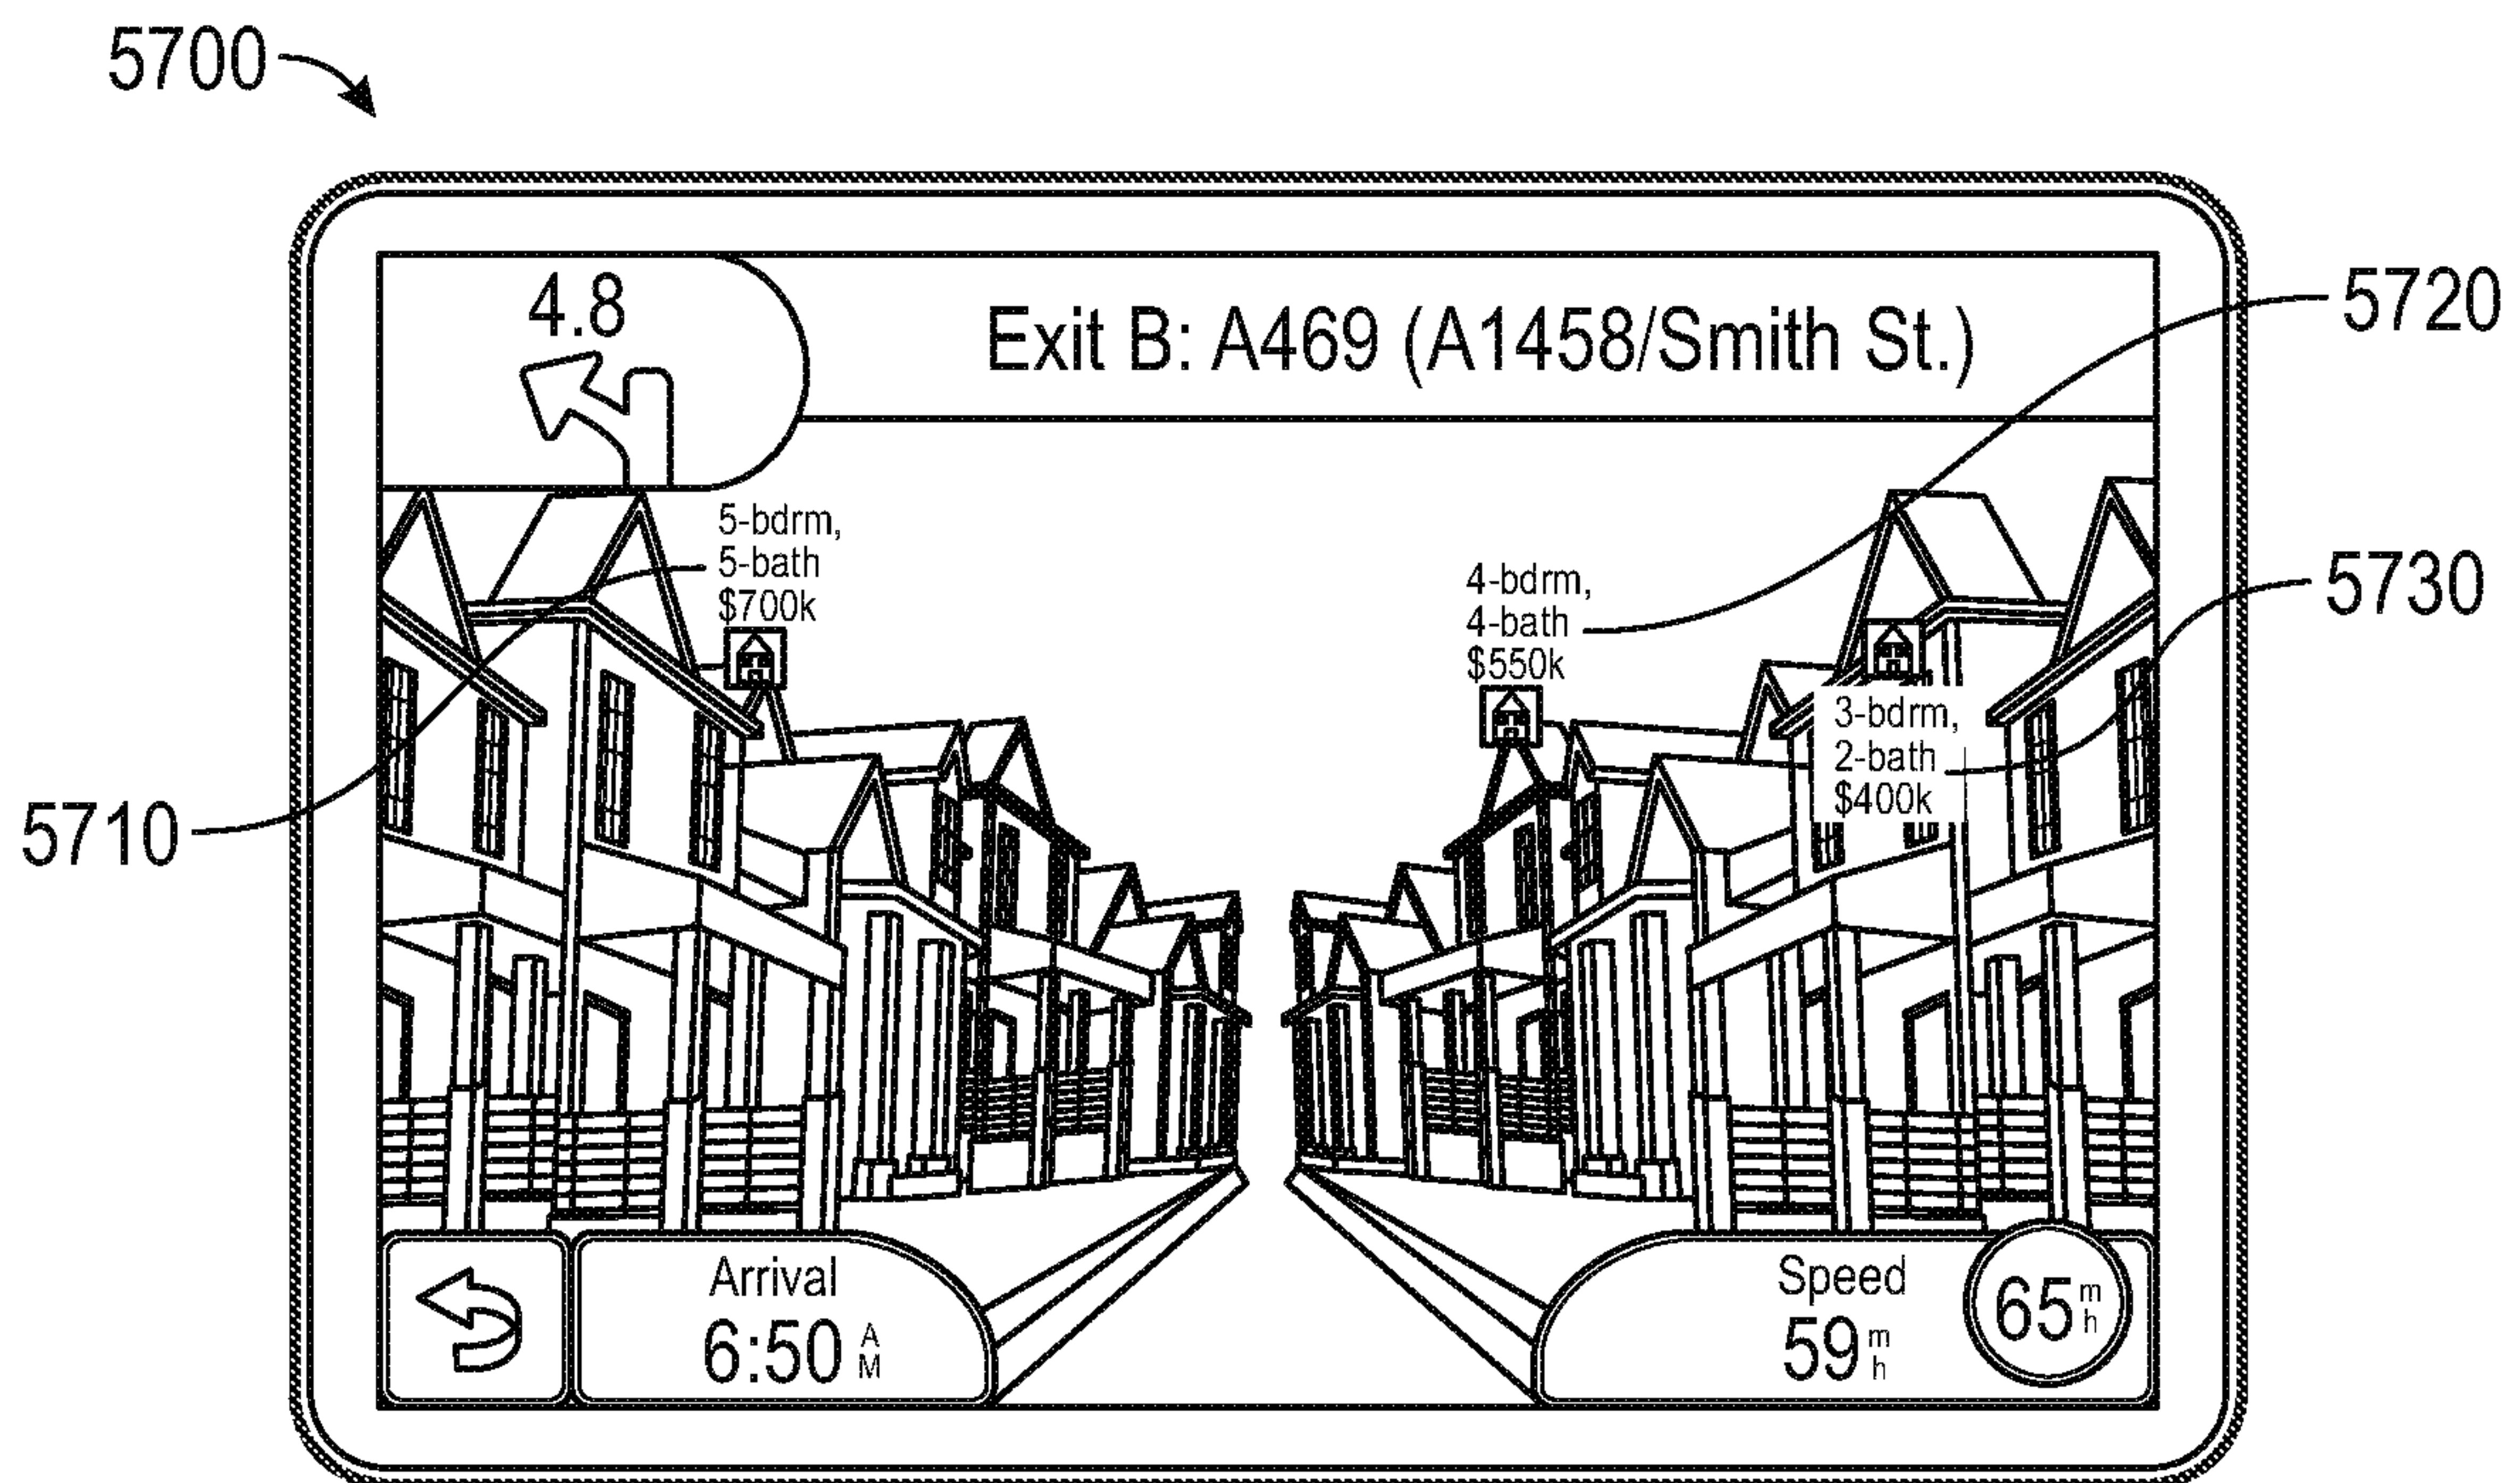 5700
4.8
Exit B: A469 (A1458/Smith St.)
5720
5-bdrm,
5-bath
$700k
4-bdrm,
4-bath
$550k
5730
3-bdrm,
2-bath
$400k
5710
Arrival
6:50 AM
Speed
59 mh
65 mh